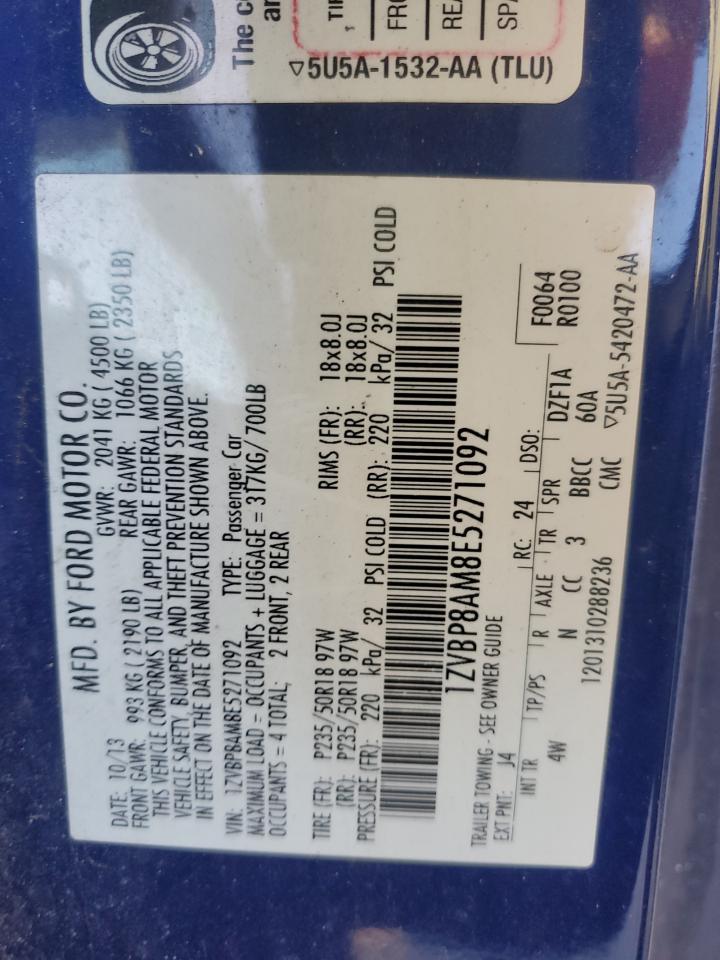 The co
an
TIR
FRO
REA
SPA
▽5U5A-1532-AA (TLU)
MFD. BY FORD MOTOR CO.
DATE: 10/13 GVWR: 2041 KG ( 4500 LB)
FRONT GAWR: 993 KG ( 2190 LB) REAR GAWR: 1066 KG ( 2350 LB)
THIS VEHICLE CONFORMS TO ALL APPLICABLE FEDERAL MOTOR
VEHICLE SAFETY, BUMPER, AND THEFT PREVENTION STANDARDS
IN EFFECT ON THE DATE OF MANUFACTURE SHOWN ABOVE.
VIN: 1ZVBP8AM8E5271092 TYPE: Passenger Car
MAXIMUM LOAD = OCCUPANTS + LUGGAGE = 317KG/ 700LB
OCCUPANTS = 4 TOTAL; 2 FRONT, 2 REAR
TIRE (FR): P235/50R18 97W RIMS (FR): 18x8.0J
(RR): P235/50R18 97W (RR): 18x8.0J
PRESSURE (FR): 220 kPa/ 32 PSI COLD (RR): 220 kPa/ 32 PSI COLD
1ZVBP8AM8E5271092
TRAILER TOWING - SEE OWNER GUIDE
EXT PNT: J4 RC: 24 DSO: F0064
INT TR TP/PS R AXLE TR SPR DZF1A R0100
4W N CC 3 BBCC 60A
1201310288236 CMC ▽5U5A-5420472-AA